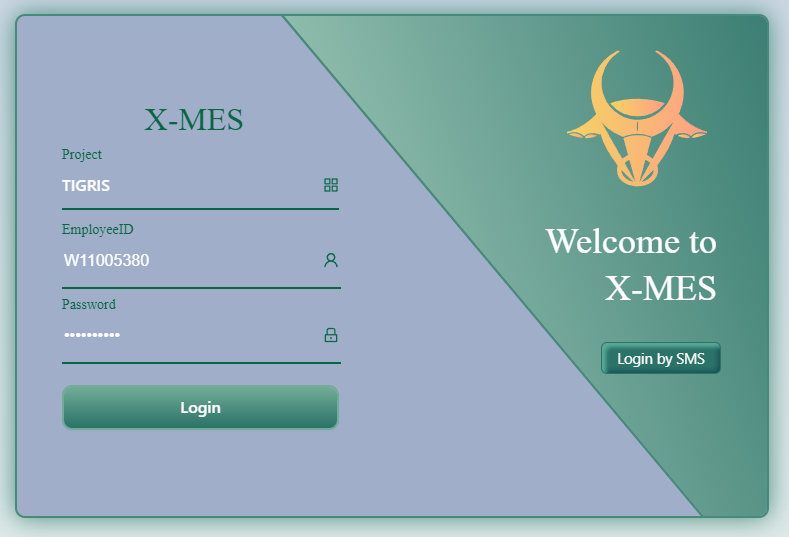 X-MES
Project
TIGRIS
EmployeeID
W11005380
Password
••••••••••
Login
Welcome to
X-MES
Login by SMS